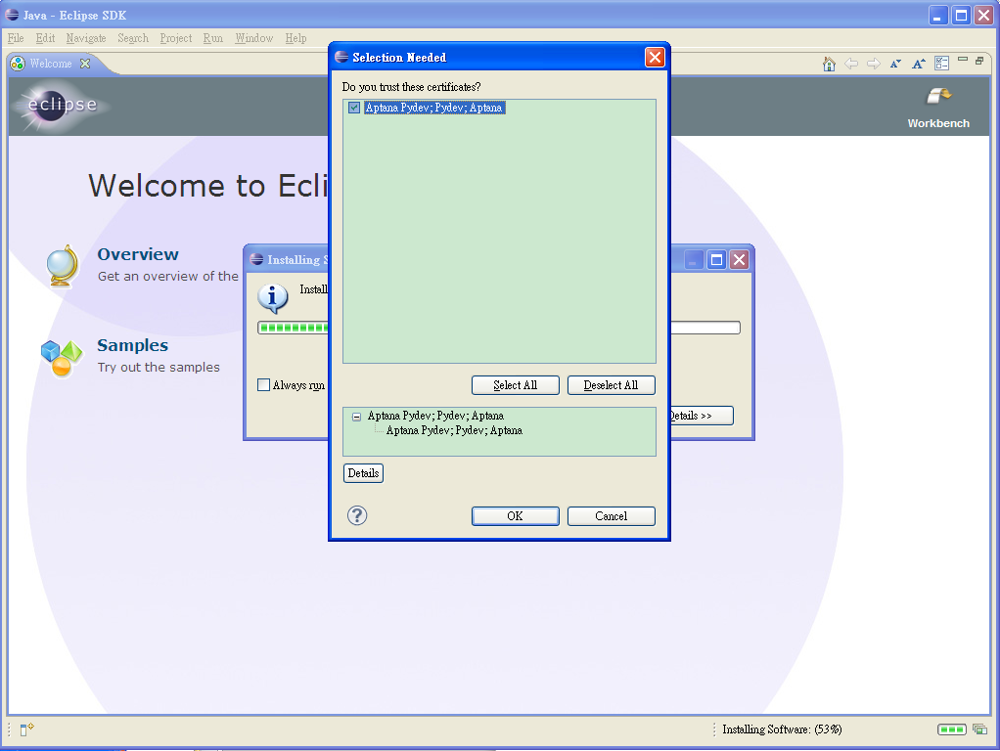 Java - Eclipse SDK
File Edit Navigate Search Project Run Window Help
Welcome
eclipse
Workbench
Welcome to Ecli
Overview
Get an overview of the
Samples
Try out the samples
Installing S
Install
Always run
Details >>
Selection Needed
Do you trust these certificates?
Aptana Pydev; Pydev; Aptana
Select All Deselect All
Aptana Pydev; Pydev; Aptana
Aptana Pydev; Pydev; Aptana
Details
OK Cancel
Installing Software: (53%)